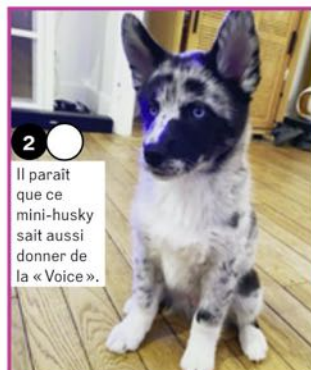 2
Il paraît
que ce
mini-husky
sait aussi
donner de
la « Voice ».